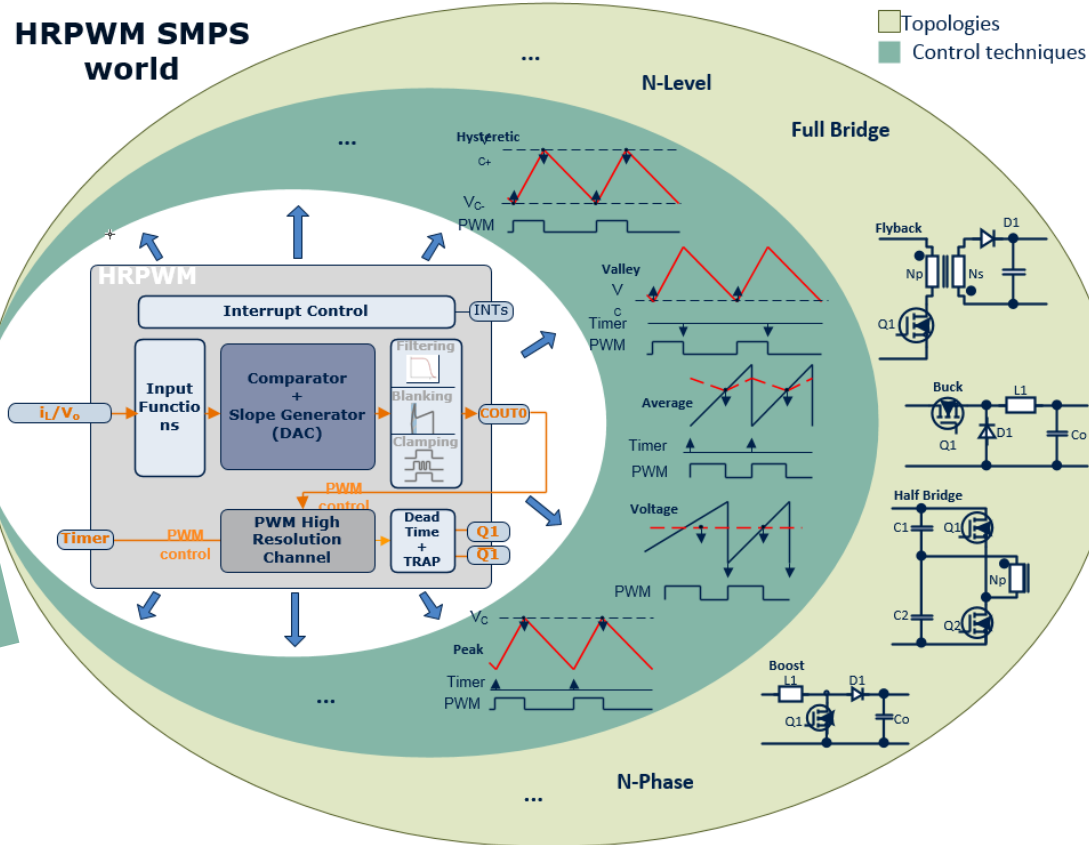 HRPWM SMPS
world
Topologies
Control techniques
...
N-Level
Full Bridge
...
Hysteretic
V
C+
VC-
PWM
Valley
V
C
Timer
PWM
Average
Timer
PWM
Voltage
PWM
VC
Peak
Timer
PWM
...
HRPWM
Interrupt Control
INTs
Input
Functio
ns
Comparator
+
Slope Generator
(DAC)
Filtering
Blanking
Clamping
iL/Vo
COUT0
PWM
control
Timer
PWM
control
PWM High
Resolution
Channel
Dead
Time
+
TRAP
Q1
Q1
Flyback
D1
Np
Ns
Q1
Buck
L1
Q1
D1
Co
Half Bridge
C1
Q1
Np
C2
Q2
Boost
L1
D1
Q1
Co
N-Phase
...